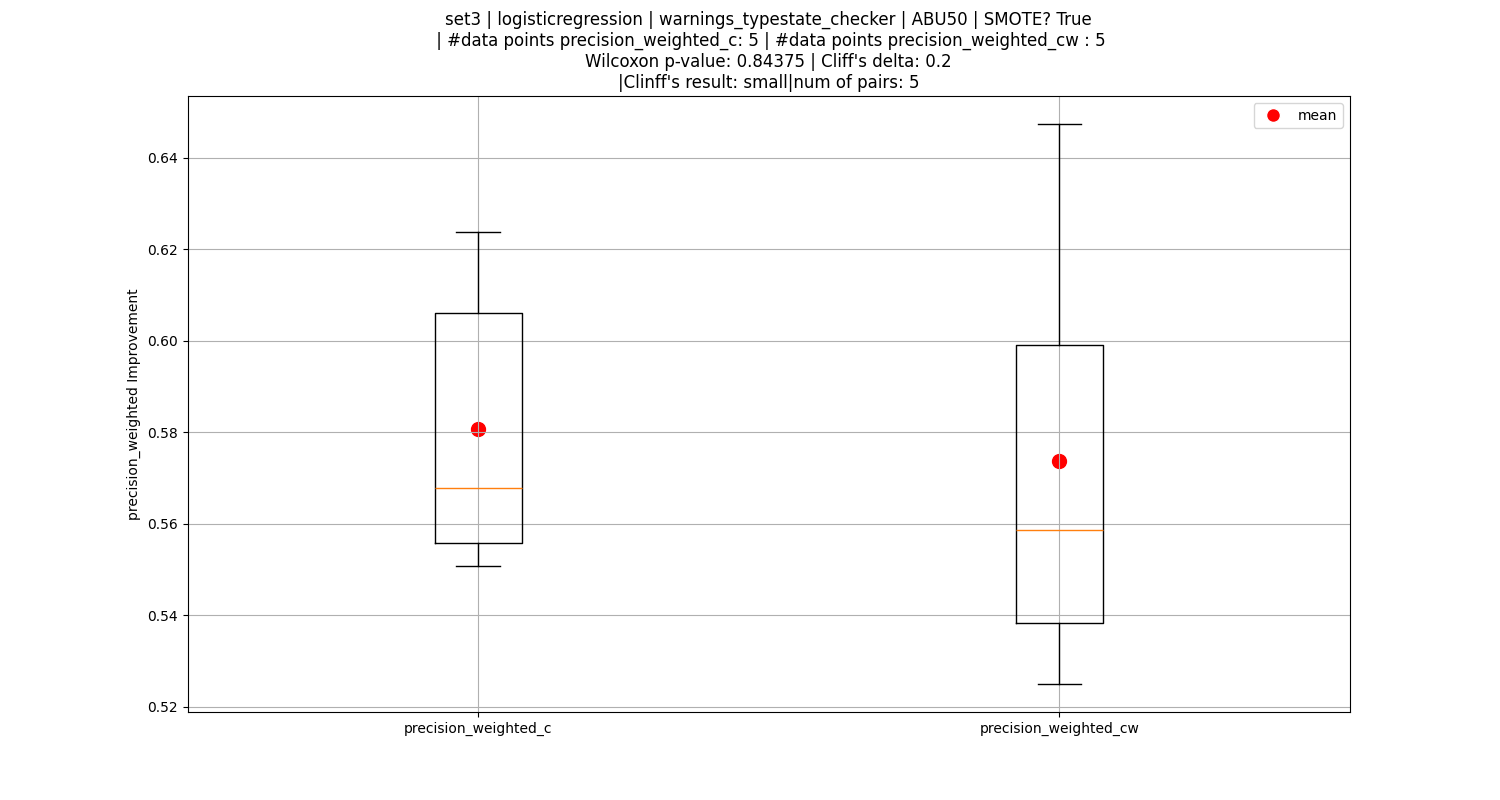 set3 | logisticregression | warnings_typestate_checker | ABU50 | SMOTE? True
| #data points precision_weighted_c: 5 | #data points precision_weighted_cw : 5
Wilcoxon p-value: 0.84375 | Cliff's delta: 0.2
|Clinff's result: small|num of pairs: 5
mean
precision_weighted Improvement
0.64
0.62
0.60
0.58
0.56
0.54
0.52
precision_weighted_c
precision_weighted_cw